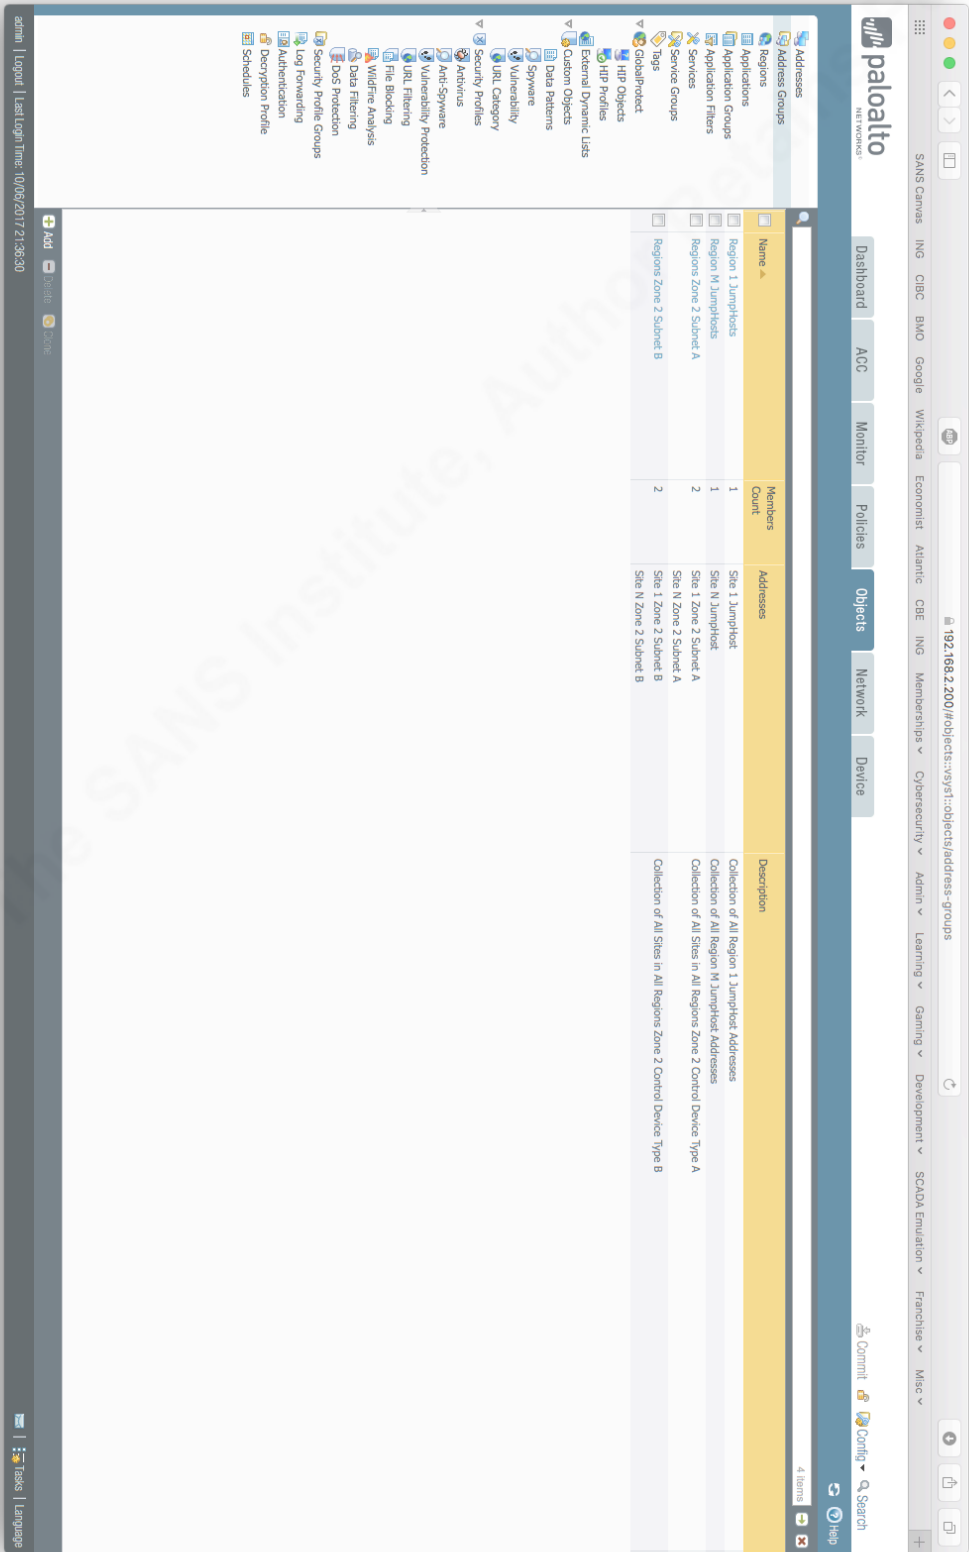 192.168.2.200/#objects::vsys1::objects/address-groups
SANS Canvas ING CIBC BMO Google Wikipedia Economist Atlantic CBE ING Memberships Cybersecurity Admin Learning Gaming Development SCADA Emulation Franchise Misc +
paloalto
NETWORKS®
Dashboard ACC Monitor Policies Objects Network Device
Commit Config Search
Help
4 items
Addresses
Address Groups
Regions
Applications
Application Groups
Application Filters
Services
Service Groups
Tags
GlobalProtect
HIP Objects
HIP Profiles
External Dynamic Lists
Custom Objects
Data Patterns
Spyware
Vulnerability
URL Category
Security Profiles
Antivirus
Anti-Spyware
Vulnerability Protection
URL Filtering
File Blocking
WildFire Analysis
Data Filtering
DoS Protection
Security Profile Groups
Log Forwarding
Authentication
Decryption Profile
Schedules
Name Members Count Addresses Description
Region 1 JumpHosts 1 Site 1 JumpHost Collection of All Region 1 JumpHost Addresses
Region M JumpHosts 1 Site N JumpHost Collection of All Region M JumpHost Addresses
Regions Zone 2 Subnet A 2 Site 1 Zone 2 Subnet A Collection of All Sites in All Regions Zone 2 Control Device Type A
Site N Zone 2 Subnet A
Regions Zone 2 Subnet B 2 Site 1 Zone 2 Subnet B Collection of All Sites in All Regions Zone 2 Control Device Type B
Site N Zone 2 Subnet B
Add Delete Clone
admin | Logout | Last Login Time: 10/06/2017 21:36:30
| Tasks | Language
The SANS Institute, Author